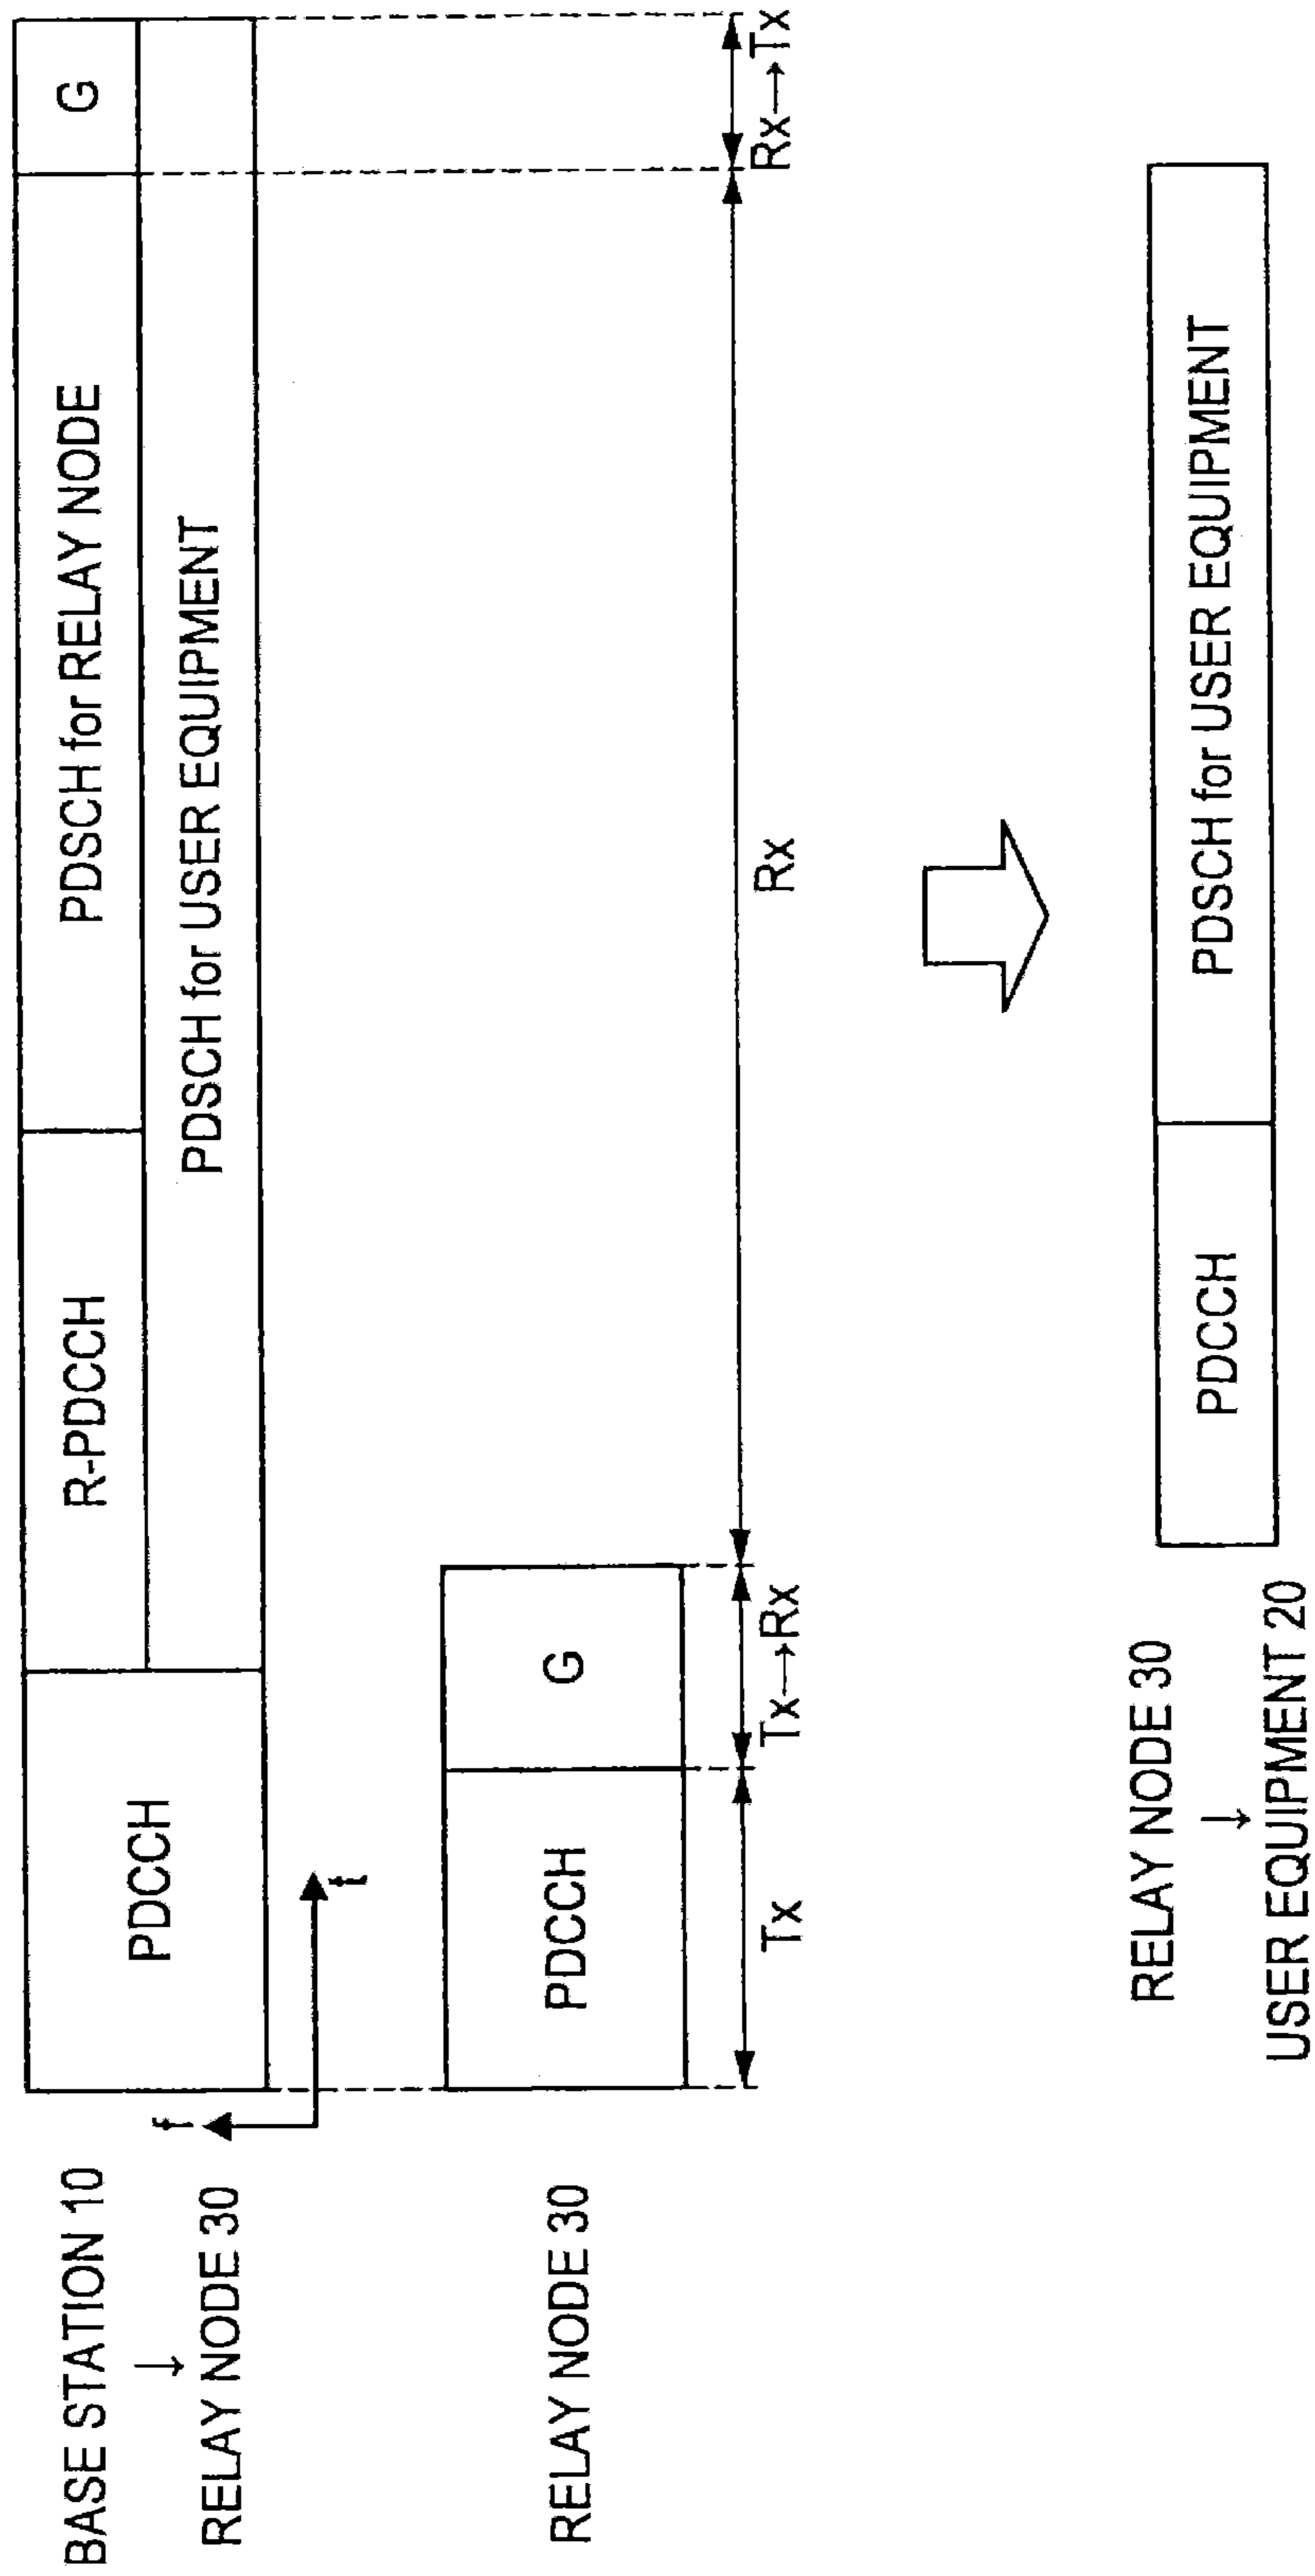 BASE STATION 10
↓
RELAY NODE 30
PDCCH
R-PDCCH
PDSCH for RELAY NODE
G
PDSCH for USER EQUIPMENT
f
t
RELAY NODE 30
PDCCH
G
Tx
Tx→Rx
Rx
Rx→Tx
RELAY NODE 30
↓
USER EQUIPMENT 20
PDCCH
PDSCH for USER EQUIPMENT